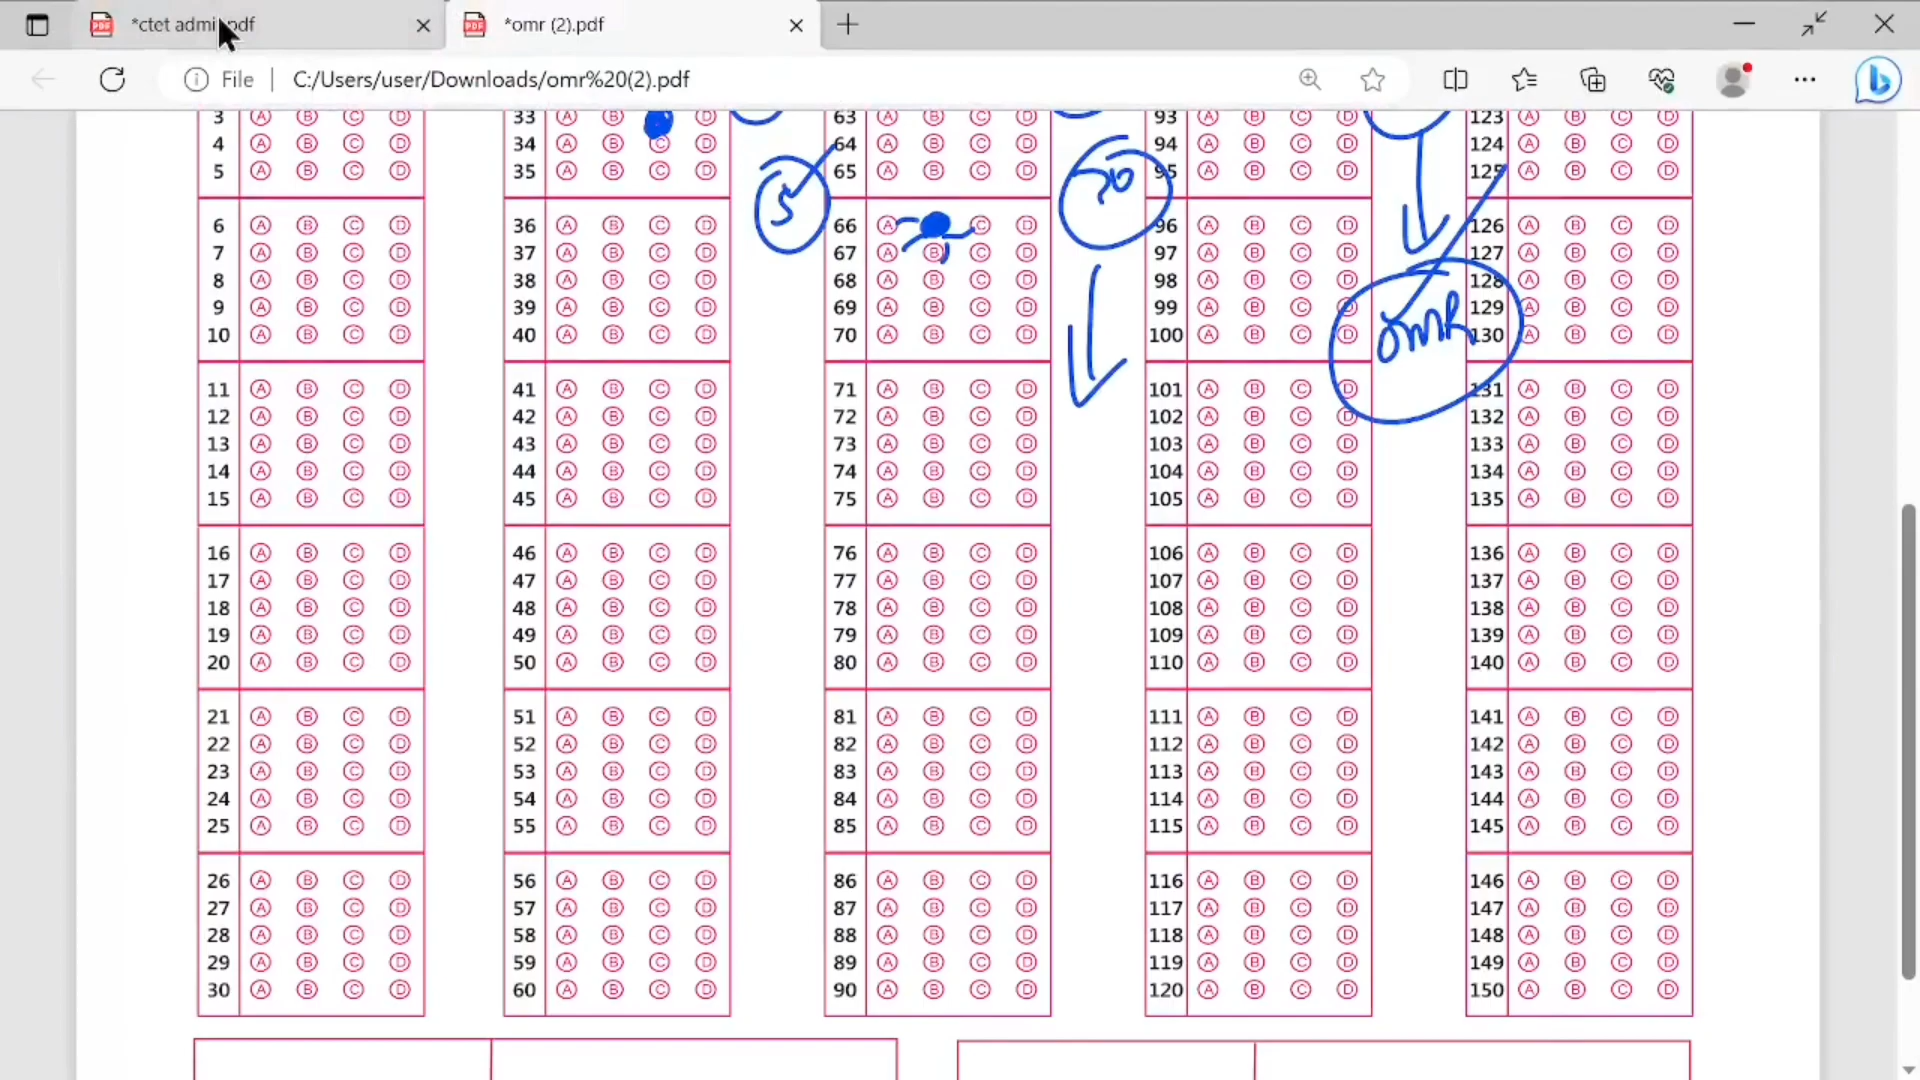 *ctet admi pdf
*omr (2).pdf
File
C:/Users/user/Downloads/omr%20(2).pdf
3 A B C D
4 A B C D
5 A B C D
6 A B C D
7 A B C D
8 A B C D
9 A B C D
10 A B C D
11 A B C D
12 A B C D
13 A B C D
14 A B C D
15 A B C D
16 A B C D
17 A B C D
18 A B C D
19 A B C D
20 A B C D
21 A B C D
22 A B C D
23 A B C D
24 A B C D
25 A B C D
26 A B C D
27 A B C D
28 A B C D
29 A B C D
30 A B C D
33 A B D
34 A B C D
35 A B C D
36 A B C D
37 A B C D
38 A B C D
39 A B C D
40 A B C D
41 A B C D
42 A B C D
43 A B C D
44 A B C D
45 A B C D
46 A B C D
47 A B C D
48 A B C D
49 A B C D
50 A B C D
51 A B C D
52 A B C D
53 A B C D
54 A B C D
55 A B C D
56 A B C D
57 A B C D
58 A B C D
59 A B C D
60 A B C D
5
63 A B C D
64 A B C D
65 A B C D
66 A C D
67 A B C D
68 A B C D
69 A B C D
70 A B C D
71 A B C D
72 A B C D
73 A B C D
74 A B C D
75 A B C D
76 A B C D
77 A B C D
78 A B C D
79 A B C D
80 A B C D
81 A B C D
82 A B C D
83 A B C D
84 A B C D
85 A B C D
86 A B C D
87 A B C D
88 A B C D
89 A B C D
90 A B C D
93 A B C D
94 A B C D
95 A B C D
96 A B C D
97 A B C D
98 A B C D
99 A B C D
100 A B C D
101 A B C D
102 A B C D
103 A B C D
104 A B C D
105 A B C D
106 A B C D
107 A B C D
108 A B C D
109 A B C D
110 A B C D
111 A B C D
112 A B C D
113 A B C D
114 A B C D
115 A B C D
116 A B C D
117 A B C D
118 A B C D
119 A B C D
120 A B C D
OMR
123 A B C D
124 A B C D
125 A B C D
126 A B C D
127 A B C D
128 A B C D
129 A B C D
130 A B C D
131 A B C D
132 A B C D
133 A B C D
134 A B C D
135 A B C D
136 A B C D
137 A B C D
138 A B C D
139 A B C D
140 A B C D
141 A B C D
142 A B C D
143 A B C D
144 A B C D
145 A B C D
146 A B C D
147 A B C D
148 A B C D
149 A B C D
150 A B C D